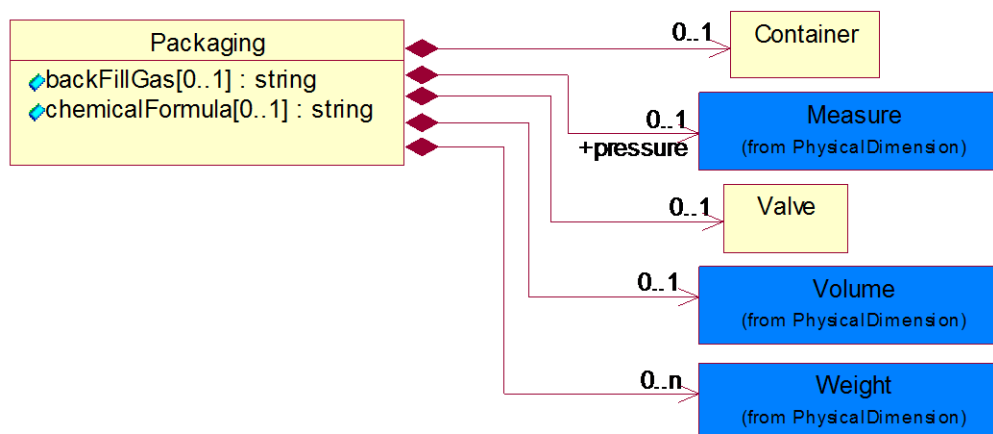 Packaging
backFillGas[0..1] : string
chemicalFormula[0..1] : string
0..1
Container
0..1
+pressure
Measure
(from PhysicalDimension)
0..1
Valve
0..1
Volume
(from PhysicalDimension)
0..n
Weight
(from PhysicalDimension)